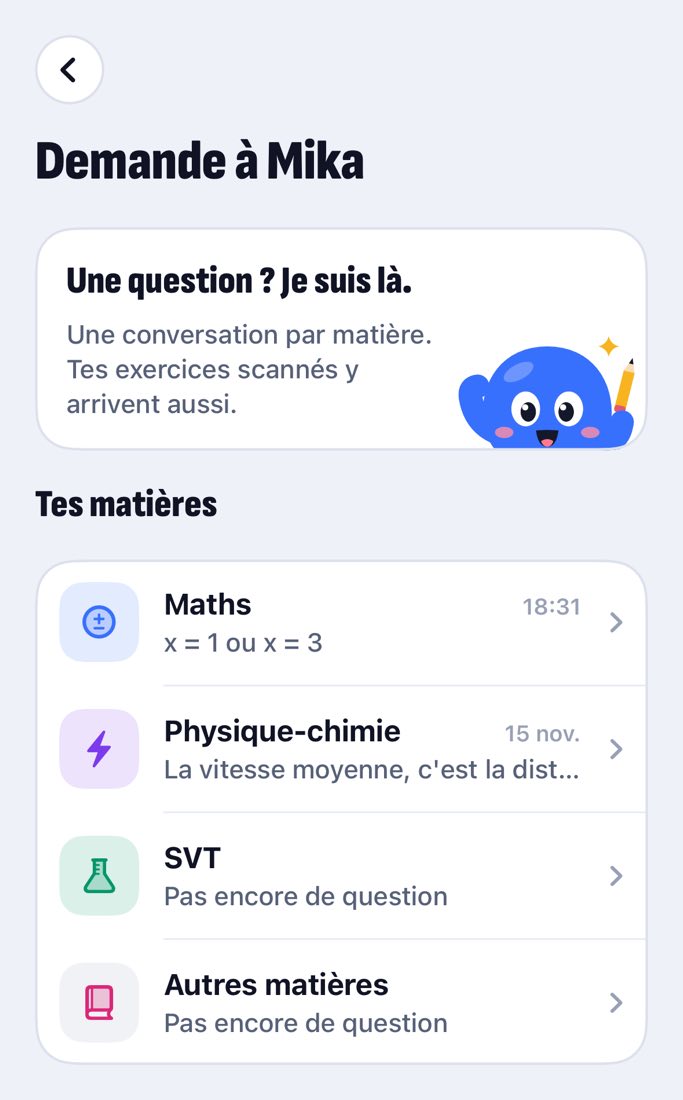 Demande à Mika
Une question ? Je suis là.
Une conversation par matière.
Tes exercices scannés y
arrivent aussi.
Tes matières
Maths
18:31
x = 1 ou x = 3
Physique-chimie
15 nov.
La vitesse moyenne, c'est la dist...
SVT
Pas encore de question
Autres matières
Pas encore de question